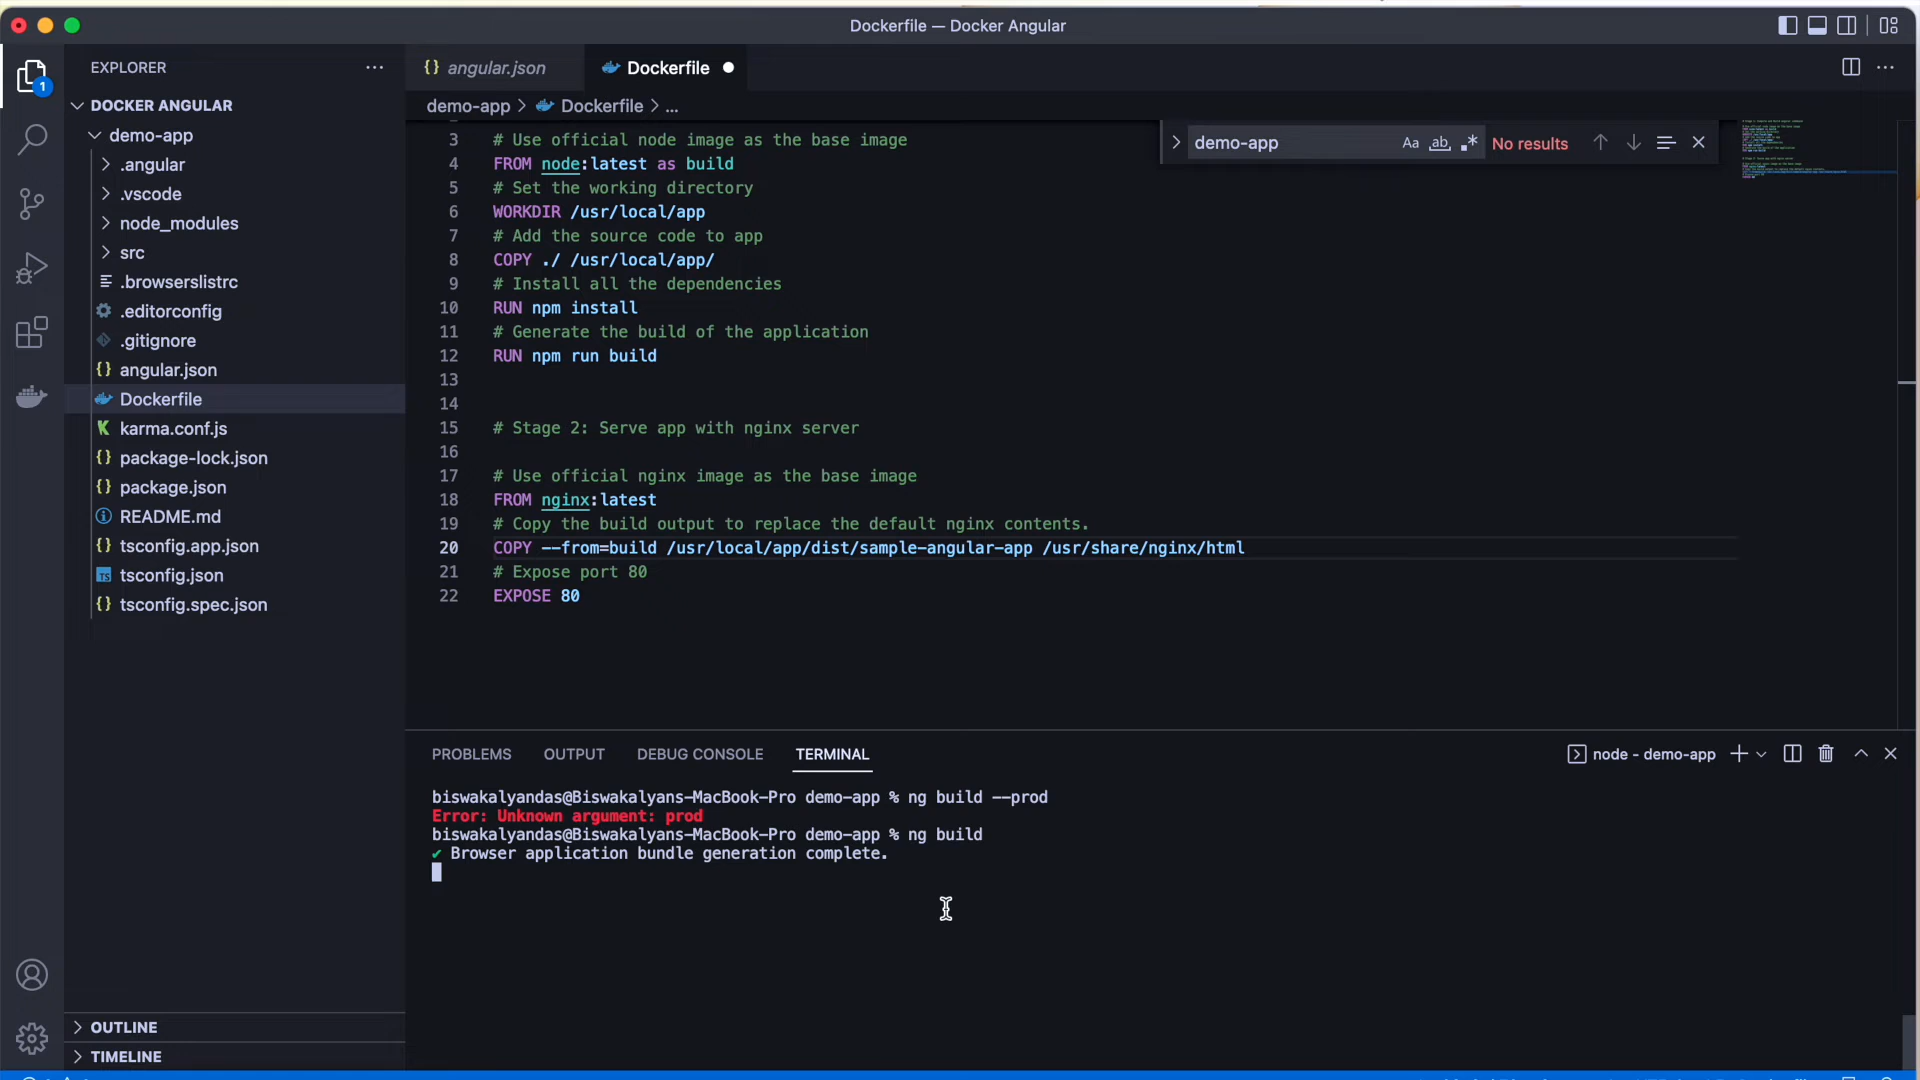 Dockerfile — Docker Angular
EXPLORER
1
DOCKER ANGULAR
demo-app
.angular
.vscode
node_modules
src
.browserslistrc
.editorconfig
.gitignore
angular.json
Dockerfile
karma.conf.js
package-lock.json
package.json
README.md
tsconfig.app.json
tsconfig.json
tsconfig.spec.json
OUTLINE
TIMELINE
angular.json
Dockerfile
demo-app > Dockerfile > ...
demo-app
Aa ab No results
3 # Use official node image as the base image
4 FROM node:latest as build
5 # Set the working directory
6 WORKDIR /usr/local/app
7 # Add the source code to app
8 COPY ./ /usr/local/app/
9 # Install all the dependencies
10 RUN npm install
11 # Generate the build of the application
12 RUN npm run build
13
14
15 # Stage 2: Serve app with nginx server
16
17 # Use official nginx image as the base image
18 FROM nginx:latest
19 # Copy the build output to replace the default nginx contents.
20 COPY --from=build /usr/local/app/dist/sample-angular-app /usr/share/nginx/html
21 # Expose port 80
22 EXPOSE 80
PROBLEMS OUTPUT DEBUG CONSOLE TERMINAL
node - demo-app
biswakalyandas@Biswakalyans-MacBook-Pro demo-app % ng build --prod
Error: Unknown argument: prod
biswakalyandas@Biswakalyans-MacBook-Pro demo-app % ng build
✔ Browser application bundle generation complete.